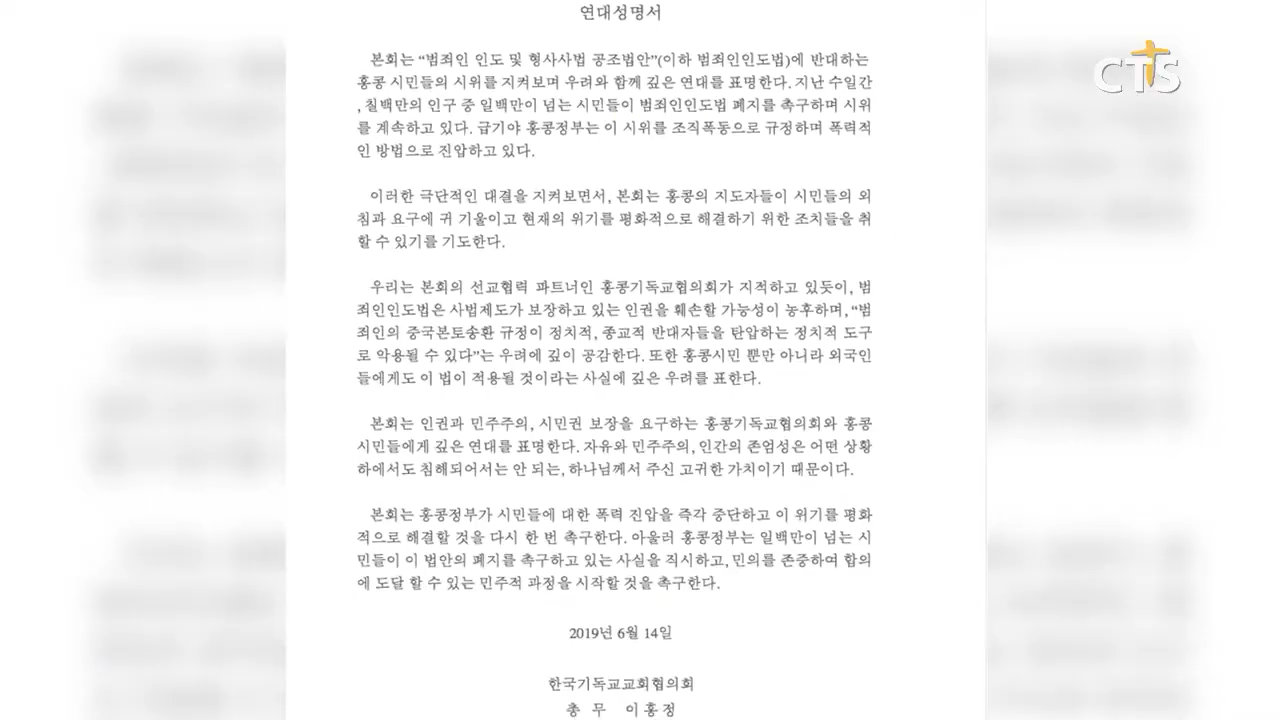 연대성명서
CTS
본회는 “범죄인 인도 및 형사사법 공조법안”(이하 범죄인인도법)에 반대하는
홍콩 시민들의 시위를 지켜보며 우려와 함께 깊은 연대를 표명한다. 지난 수일간
, 칠백만의 인구 중 일백만이 넘는 시민들이 범죄인인도법 폐지를 촉구하며 시위
를 계속하고 있다. 급기야 홍콩정부는 이 시위를 조직폭동으로 규정하며 폭력적
인 방법으로 진압하고 있다.
이러한 극단적인 대결을 지켜보면서, 본회는 홍콩의 지도자들이 시민들의 외
침과 요구에 귀 기울이고 현재의 위기를 평화적으로 해결하기 위한 조치들을 취
할 수 있기를 기도한다.
우리는 본회의 선교협력 파트너인 홍콩기독교협의회가 지적하고 있듯이, 범
죄인인도법은 사법제도가 보장하고 있는 인권을 훼손할 가능성이 농후하며, “범
죄인의 중국본토송환 규정이 정치적, 종교적 반대자들을 탄압하는 정치적 도구
로 악용될 수 있다”는 우려에 깊이 공감한다. 또한 홍콩시민 뿐만 아니라 외국인
들에게도 이 법이 적용될 것이라는 사실에 깊은 우려를 표한다.
본회는 인권과 민주주의, 시민권 보장을 요구하는 홍콩기독교협의회와 홍콩
시민들에게 깊은 연대를 표명한다. 자유와 민주주의, 인간의 존엄성은 어떤 상황
하에서도 침해되어서는 안 되는, 하나님께서 주신 고귀한 가치이기 때문이다.
본회는 홍콩정부가 시민들에 대한 폭력 진압을 즉각 중단하고 이 위기를 평화
적으로 해결할 것을 다시 한 번 촉구한다. 아울러 홍콩정부는 일백만이 넘는 시
민들이 이 법안의 폐지를 촉구하고 있는 사실을 직시하고, 민의를 존중하여 합의
에 도달 할 수 있는 민주적 과정을 시작할 것을 촉구한다.
2019년 6월 14일
한국기독교교회협의회
총 무 이홍정